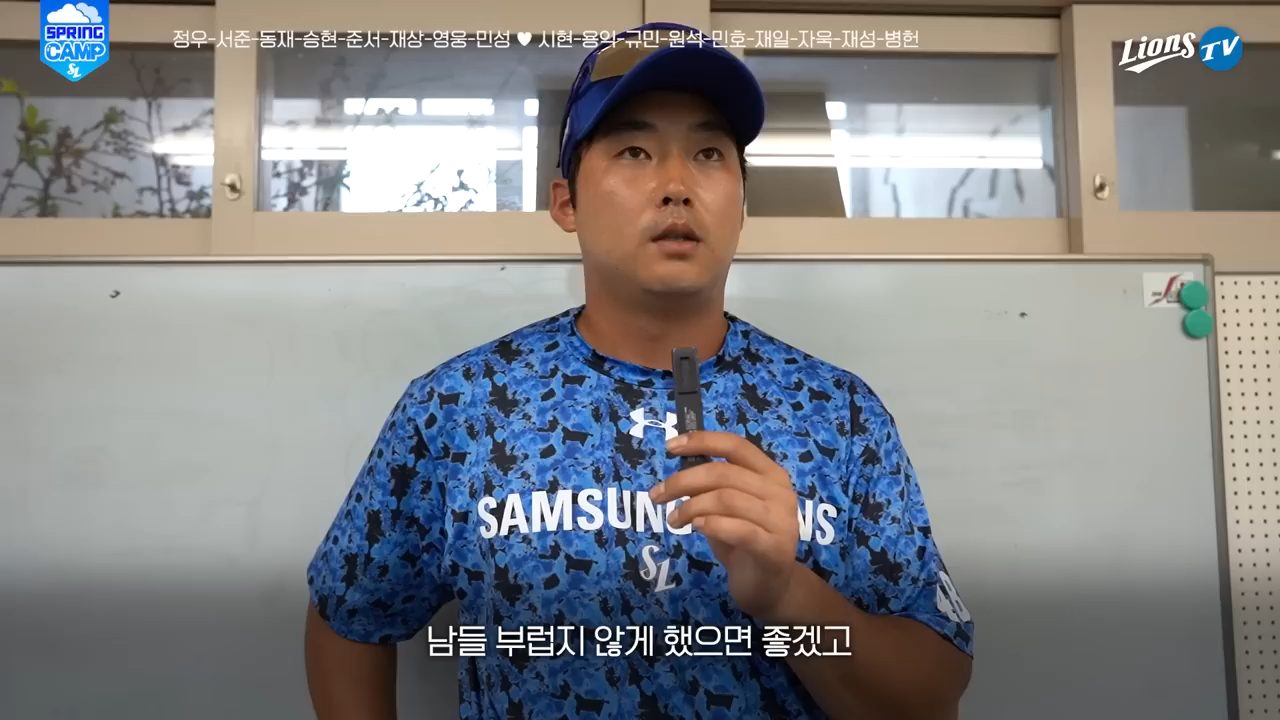 SPRING
CAMP
SL
정우-서준-동재-승현-준서-재상-영웅-민성 ♥ 시현-용익-규민-원석-민호-재일-자욱-재성-병헌
Lions TV
SAMSUNG NS
SL
남들 부럽지 않게 했으면 좋겠고